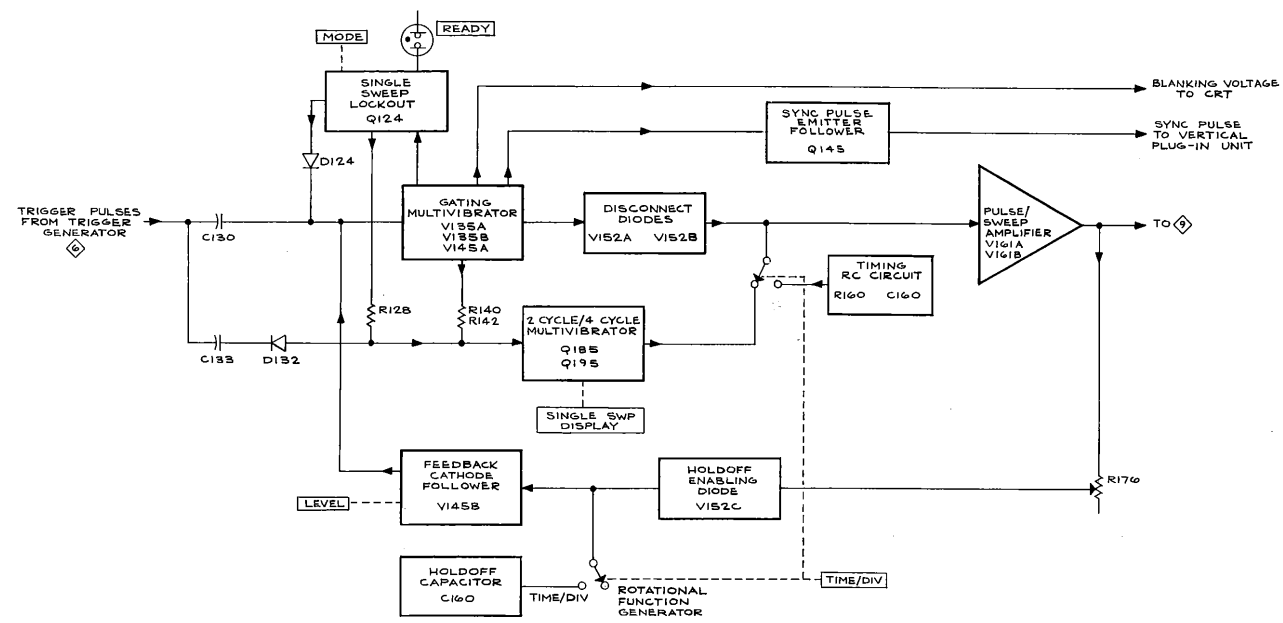 MODE
READY
SINGLE
SWEEP
LOCKOUT
Q124
D124
BLANKING VOLTAGE
TO CRT
SYNC PULSE
EMITTER
FOLLOWER
Q145
SYNC PULSE
TO VERTICAL
PLUG-IN UNIT
TRIGGER PULSES
FROM TRIGGER
GENERATOR
6
C130
GATING
MULTIVIBRATOR
V135A
V135B
V145A
DISCONNECT
DIODES
V152A V152B
PULSE/
SWEEP
AMPLIFIER
V161A
V161B
TO 9
TIMING
RC CIRCUIT
R160 C160
R128
R140
R142
C133
D132
2 CYCLE/4 CYCLE
MULTIVIBRATOR
Q185
Q195
SINGLE SWP
DISPLAY
FEEDBACK
CATHODE
FOLLOWER
V145B
LEVEL
HOLDOFF
ENABLING
DIODE
V152C
R176
HOLDOFF
CAPACITOR
C160
TIME/DIV
ROTATIONAL
FUNCTION
GENERATOR
TIME/DIV